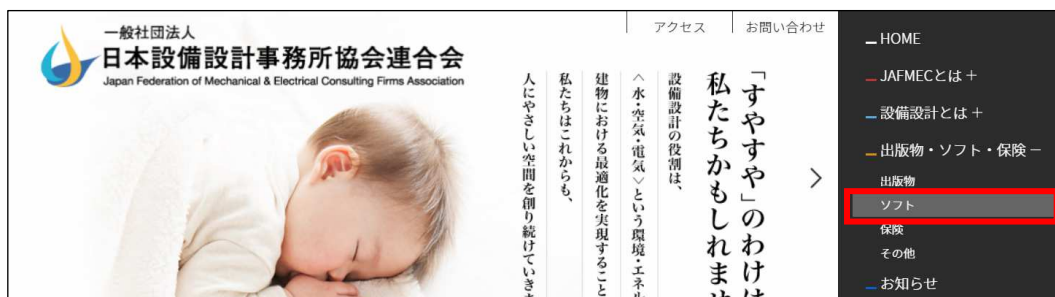 一般社団法人
日本設備設計事務所協会連合会
Japan Federation of Mechanical & Electrical Consulting Firms Association
アクセス
お問い合わせ
「すやすや」のわけは
私たちかもしれませ
設備設計の役割は、
〈水・空気・電気〉という環境・エネル
建物における最適化を実現すること
私たちはこれからも、
人にやさしい空間を創り続けていきま
HOME
JAFMECとは +
設備設計とは +
出版物・ソフト・保険 −
出版物
ソフト
保険
その他
お知らせ